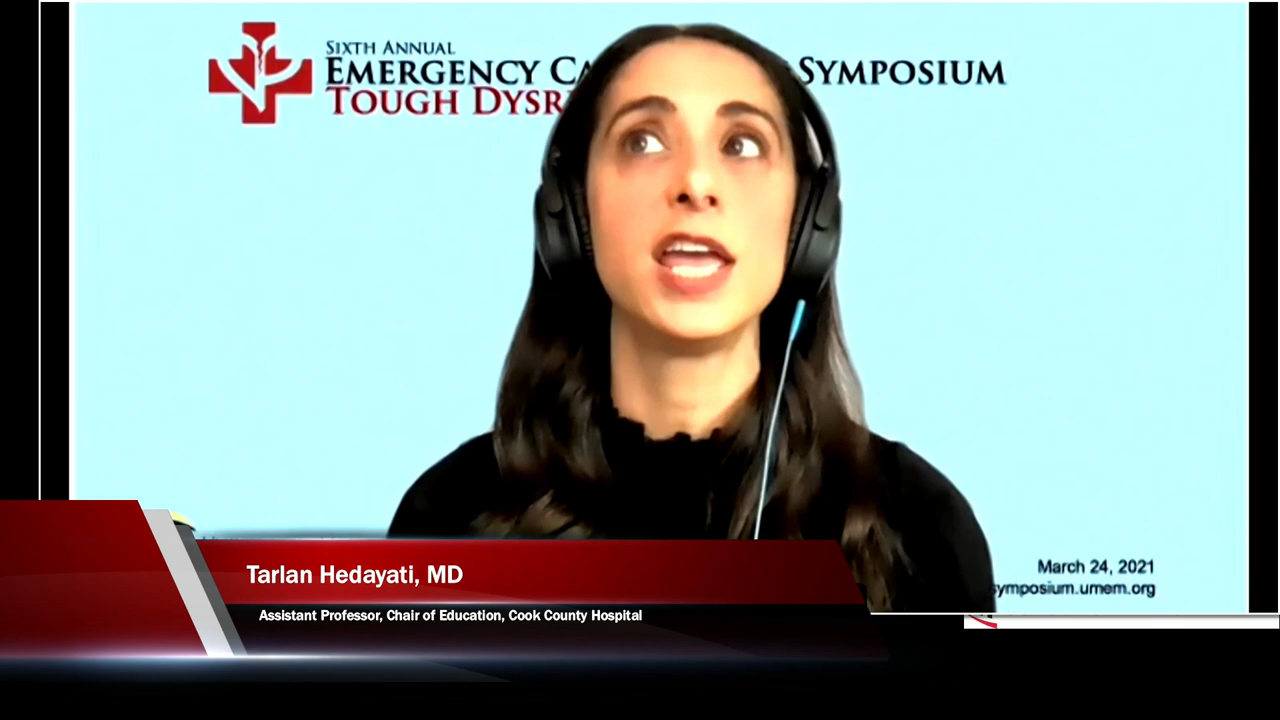 SIXTH ANNUAL
EMERGENCY CA SYMPOSIUM
TOUGH DYSR
March 24, 2021
symposium.umem.org
Tarlan Hedayati, MD
Assistant Professor, Chair of Education, Cook County Hospital